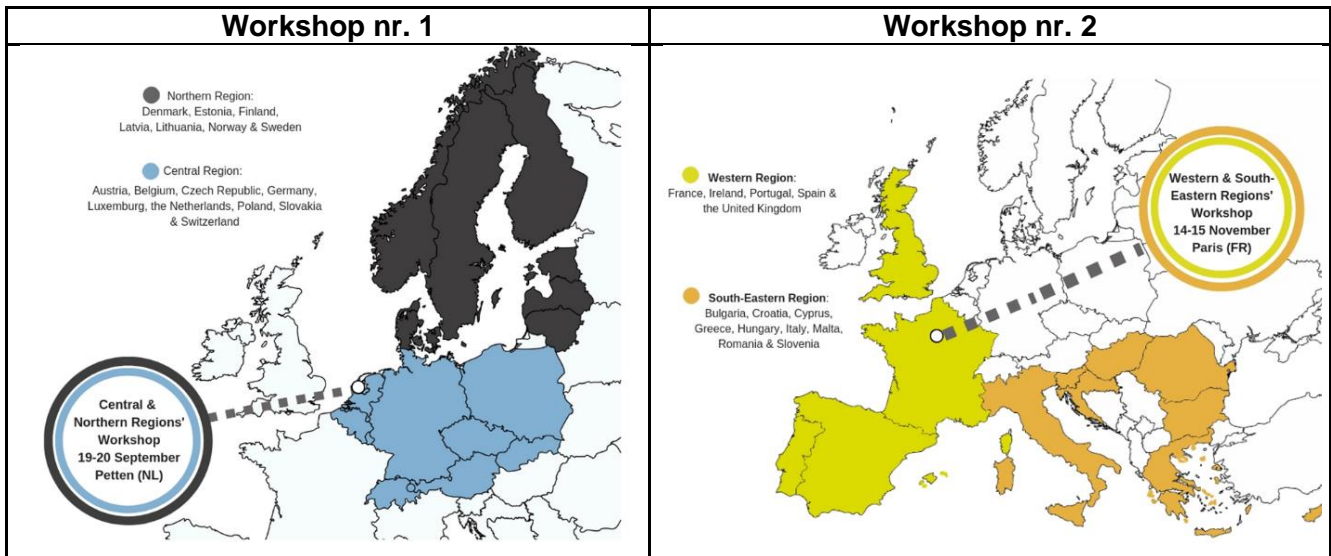 Workshop nr. 1
Northern Region:
Denmark, Estonia, Finland,
Latvia, Lithuania, Norway & Sweden
Central Region:
Austria, Belgium, Czech Republic, Germany,
Luxemburg, the Netherlands, Poland, Slovakia
& Switzerland
Central &
Northern Regions'
Workshop
19-20 September
Petten (NL)
Workshop nr. 2
Western Region:
France, Ireland, Portugal, Spain &
the United Kingdom
South-Eastern Region:
Bulgaria, Croatia, Cyprus,
Greece, Hungary, Italy, Malta,
Romania & Slovenia
Western & South-
Eastern Regions'
Workshop
14-15 November
Paris (FR)